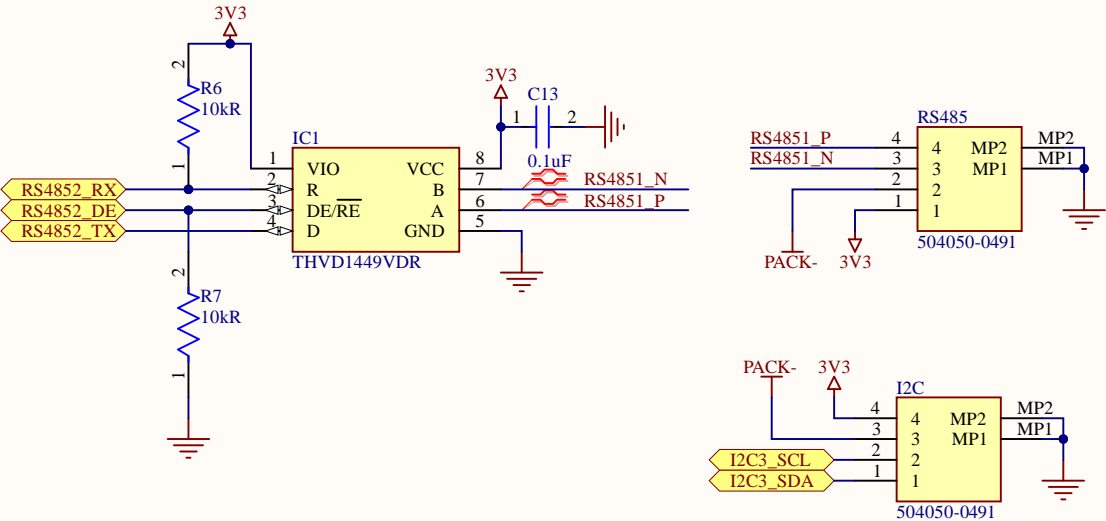 3V3
2
R6
10kR
1
IC1
1 VIO VCC 8
RS4852_RX 2 R B 7 RS4851_N
RS4852_DE 3 DE/RE A 6 RS4851_P
RS4852_TX 4 D GND 5
THVD1449VDR
2
R7
10kR
1
3V3
C13
1 2
0.1uF
RS485
RS4851_P 4 4 MP2 MP2
RS4851_N 3 3 MP1 MP1
2 2
1 1
PACK- 3V3
504050-0491
PACK- 3V3
I2C
4 4 MP2 MP2
3 3 MP1 MP1
I2C3_SCL 2 2
I2C3_SDA 1 1
504050-0491